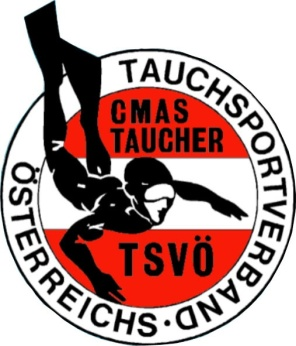 TAUCHSPORTVERBAND
ÖSTERREICHS
CMAS
TAUCHER
TSVÖ